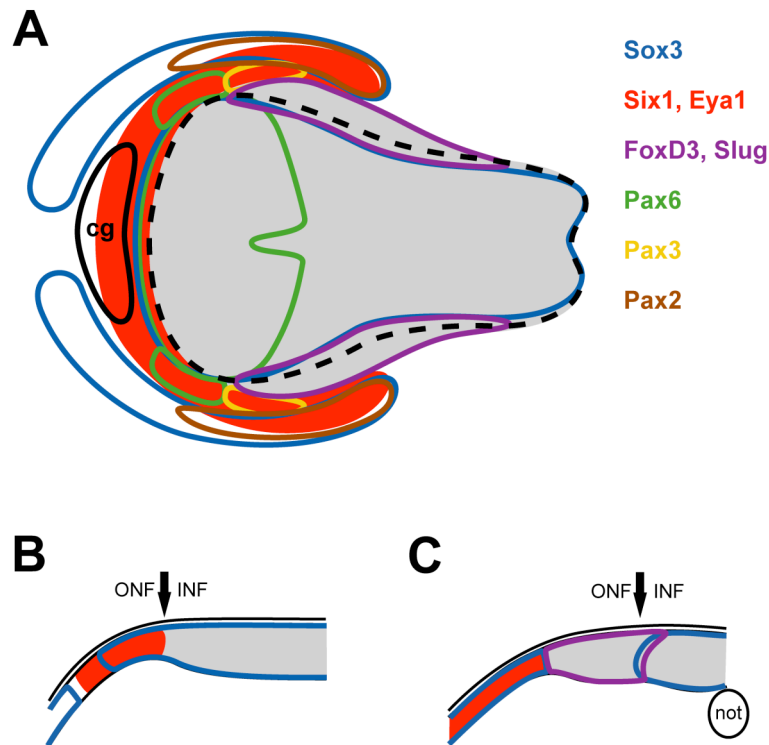 A
Sox3
Six1, Eya1
FoxD3, Slug
Pax6
cg
Pax3
Pax2
B
C
ONF INF
ONF INF
not